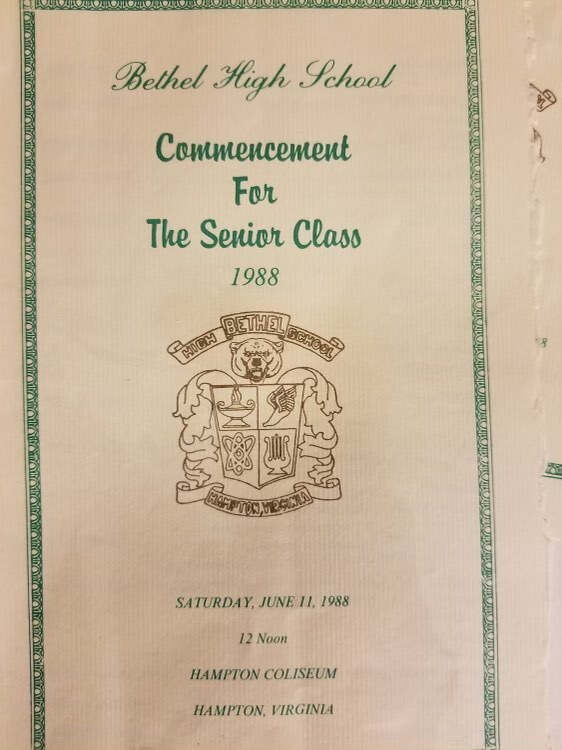 Bethel High School
Commencement
For
The Senior Class
1988
HIGH BETHEL SCHOOL
HAMPTON, VIRGINIA
SATURDAY, JUNE 11, 1988
12 Noon
HAMPTON COLISEUM
HAMPTON, VIRGINIA
8